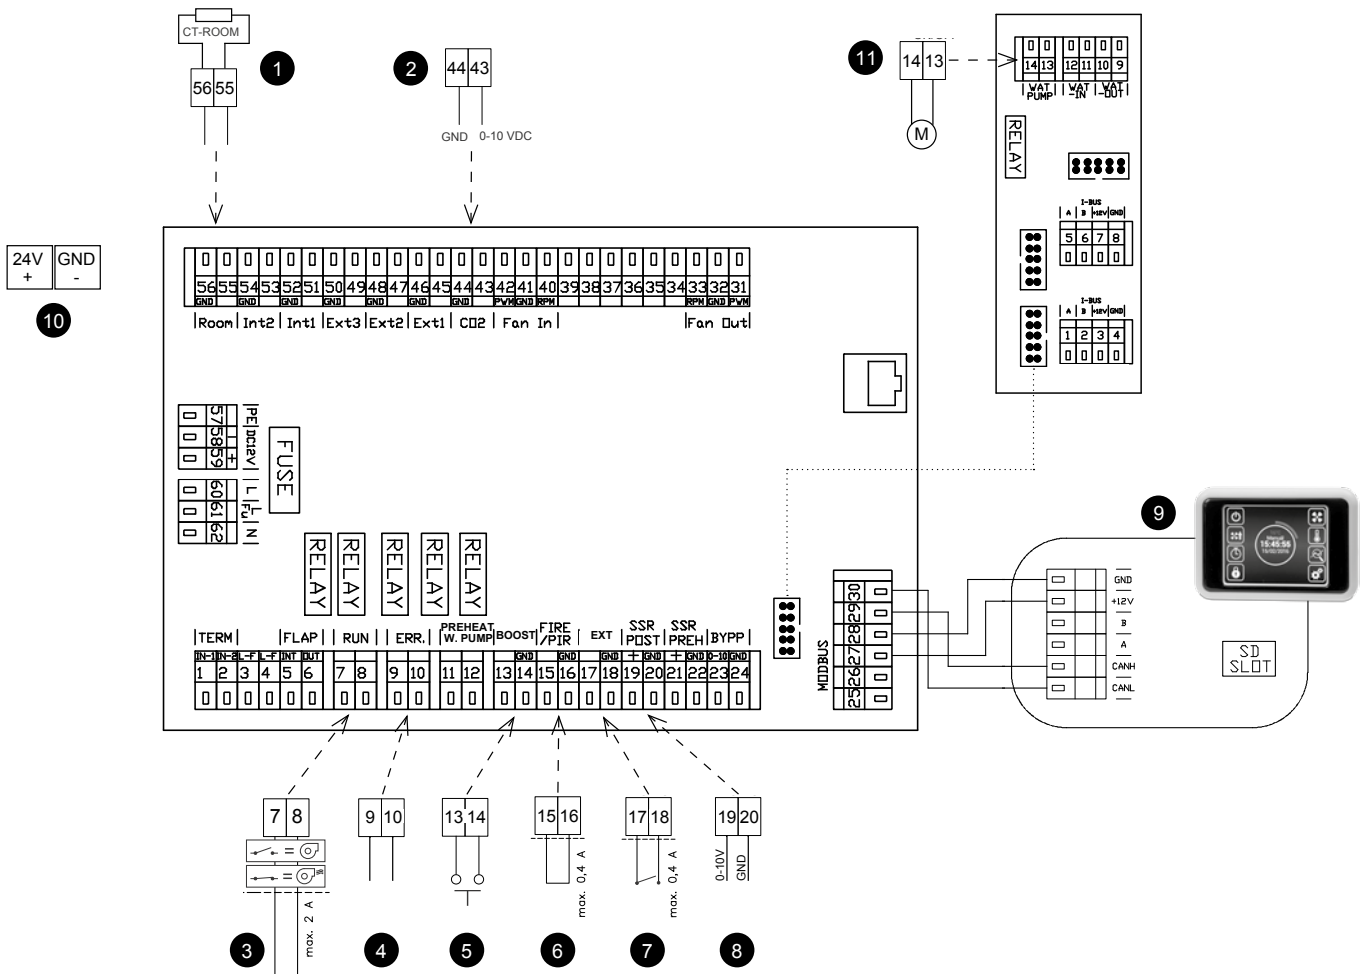 CT-ROOM
56 55
1
2
44 43
GND 0-10 VDC
11
14 13
M
14 13 12 11 10 9
WAT PUMP
WAT -IN
WAT -OUT
RELAY
I-BUS
A B +12V GND
5 6 7 8
I-BUS
A B +12V GND
1 2 3 4
24V +
GND -
10
56 55 54 53 52 51 50 49 48 47 46 45 44 43 42 41 40 39 38 37 36 35 34 33 32 31
GND GND GND GND GND GND GND PWM GND RPM RPM GND PWM
Room Int2 Int1 Ext3 Ext2 Ext1 CO2 Fan In Fan Out
57 58 59
PE DC12V - +
60 61 62
L L Fu N
FUSE
RELAY RELAY RELAY RELAY RELAY
TERM FLAP RUN ERR. PREHEAT W. PUMP BOOST FIRE /PIR EXT SSR POST SSR PREH BYPP
IN-1 IN-2 L-F L-F INT OUT GND GND GND + GND + GND 0-10 GND
1 2 3 4 5 6 7 8 9 10 11 12 13 14 15 16 17 18 19 20 21 22 23 24
MODBUS
25 26 27 28 29 30
9
Manual
15:45:55
GND
+12V
B
A
CANH
CANL
SD SLOT
7 8
=
=
max. 2 A
3
9 10
4
13 14
5
15 16
max. 0,4 A
6
17 18
max. 0,4 A
7
19 20
0-10V
GND
8